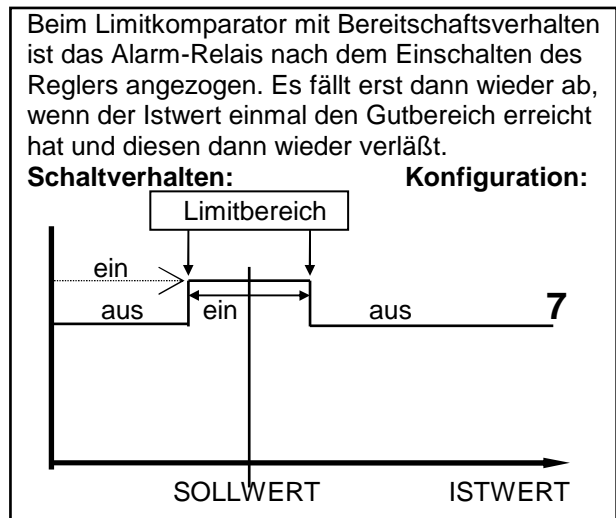 Beim Limitkomparator mit Bereitschaftsverhalten
ist das Alarm-Relais nach dem Einschalten des
Reglers angezogen. Es fällt erst dann wieder ab,
wenn der Istwert einmal den Gutbereich erreicht
hat und diesen dann wieder verläßt.
Schaltverhalten: Konfiguration:
Limitbereich
ein
aus ein aus 7
SOLLWERT ISTWERT